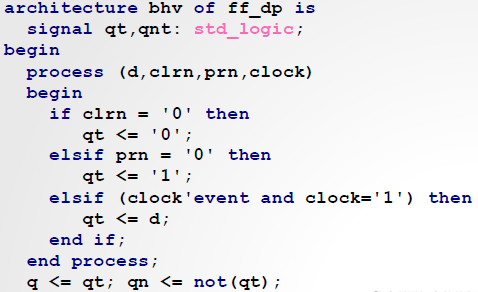 architecture bhv of ff_dp is
signal qt,qnt: std_logic;
begin
process (d,clrn,prn,clock)
begin
if clrn = '0' then
qt <= '0';
elsif prn = '0' then
qt <= '1';
elsif (clock'event and clock='1') then
qt <= d;
end if;
end process;
q <= qt; qn <= not(qt);